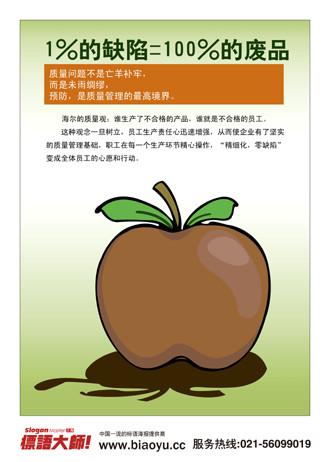 1%的缺陷=100%的废品
质量问题不是亡羊补牢，
而是未雨绸缪，
预防，是质量管理的最高境界。
海尔的质量观：谁生产了不合格的产品，谁就是不合格的员工。
这种观念一旦树立，员工生产责任心迅速增强，从而使企业有了坚实
的质量管理基础，职工在每一个生产环节精心操作，“精细化，零缺陷”
变成全体员工的心愿和行动。
Slogan Master
標語大師!
中国一流的标语海报提供商
www.biaoyu.cc 服务热线:021-56099019